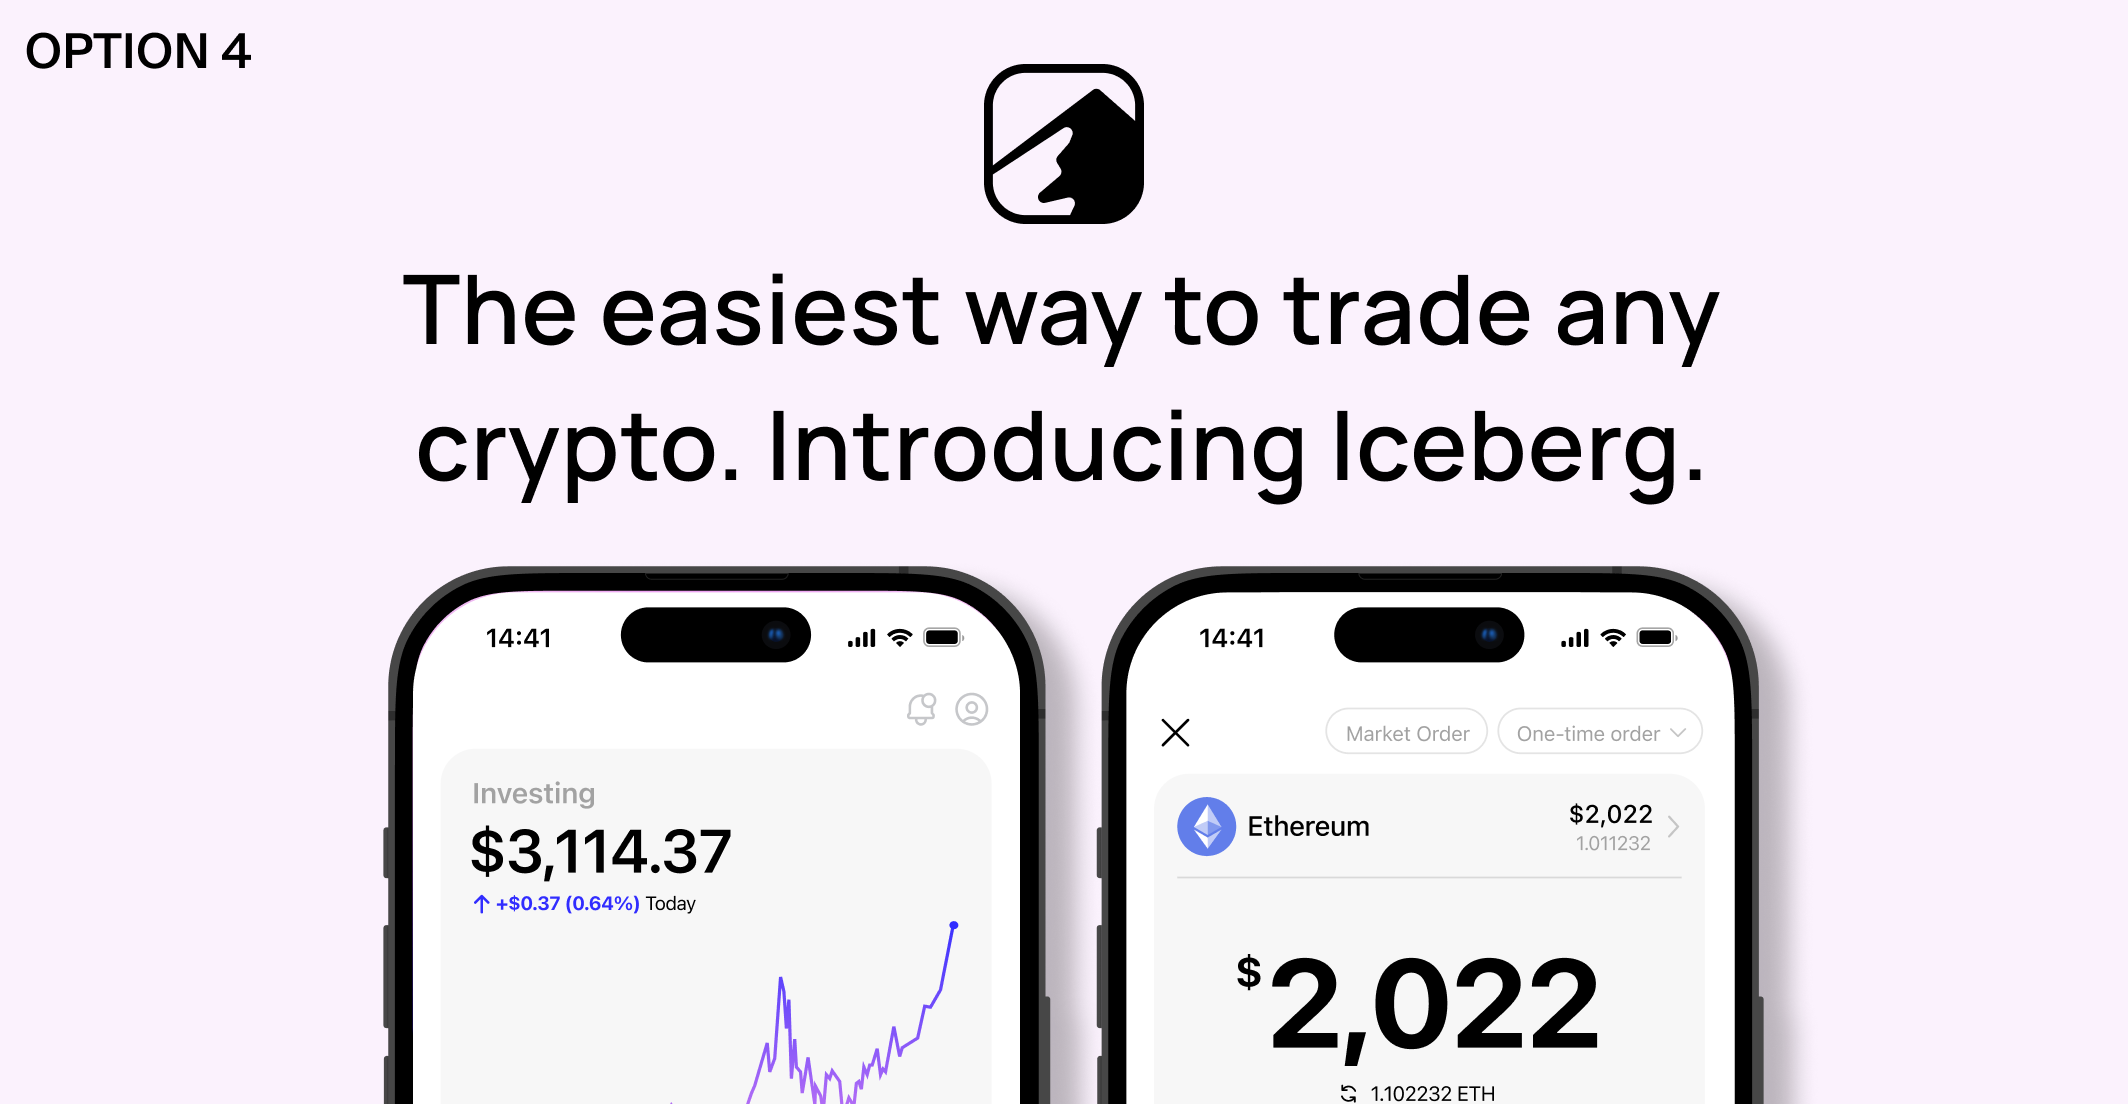 OPTION 4
The easiest way to trade any
crypto. Introducing Iceberg.
14:41
Investing
$3,114.37
+$0.37 (0.64%) Today
14:41
Market Order
One-time order
Ethereum
$2,022
1.011232
$2,022
1.102232 ETH